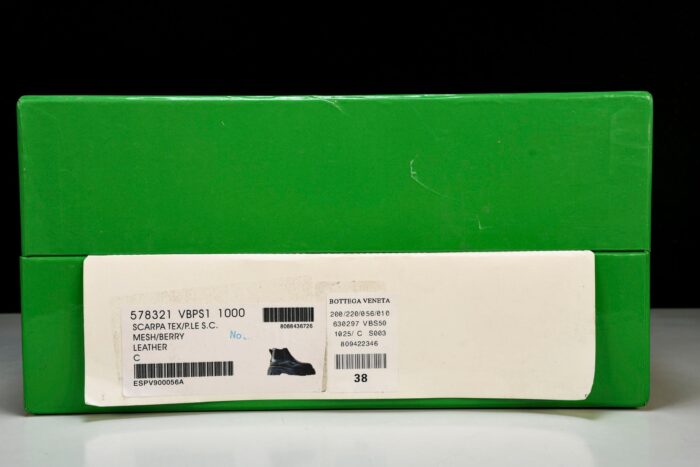 578321 VBPS1 1000
SCARPA TEX/P.LE S.C.
MESH/BERRY
LEATHER
C
ESPV900056A
No.
8086436726
BOTTEGA VENETA
200/220/056/010
630297 VBS50
1025/ C S003
809422346
38